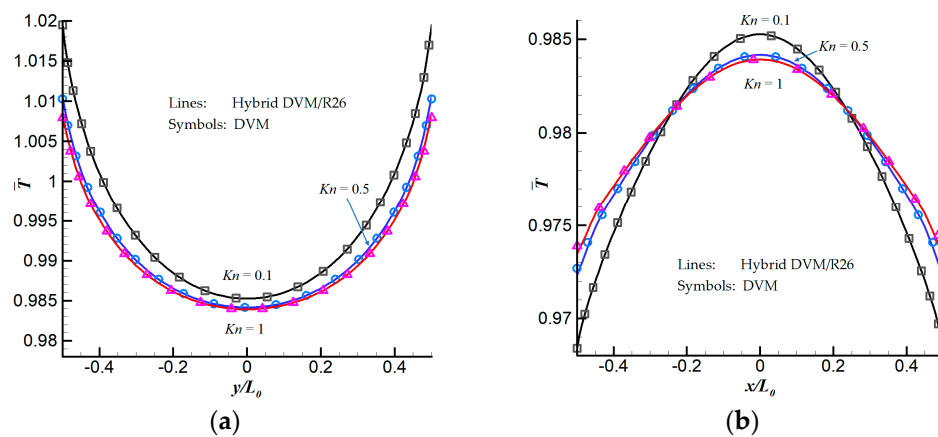 1.02
1.015
1.01
1.005
1
0.995
0.99
0.985
0.98
T̅
Lines: Hybrid DVM/R26
Symbols: DVM
Kn = 0.5
Kn = 0.1
Kn = 1
-0.4 -0.2 0 0.2 0.4
y/L₀
(a)
0.985
0.98
0.975
0.97
T̅
Kn = 0.1
Kn = 0.5
Kn = 1
Lines: Hybrid DVM/R26
Symbols: DVM
-0.4 -0.2 0 0.2 0.4
x/L₀
(b)